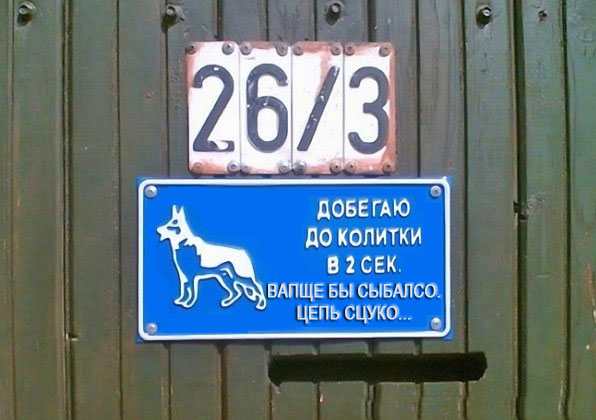 26/3
ДОБЕГАЮ
ДО КОЛИТКИ
В 2 СЕК.
ВАПЩЕ БЫ СЫБАЛСО.
ЦЕПЬ СЦУКО...